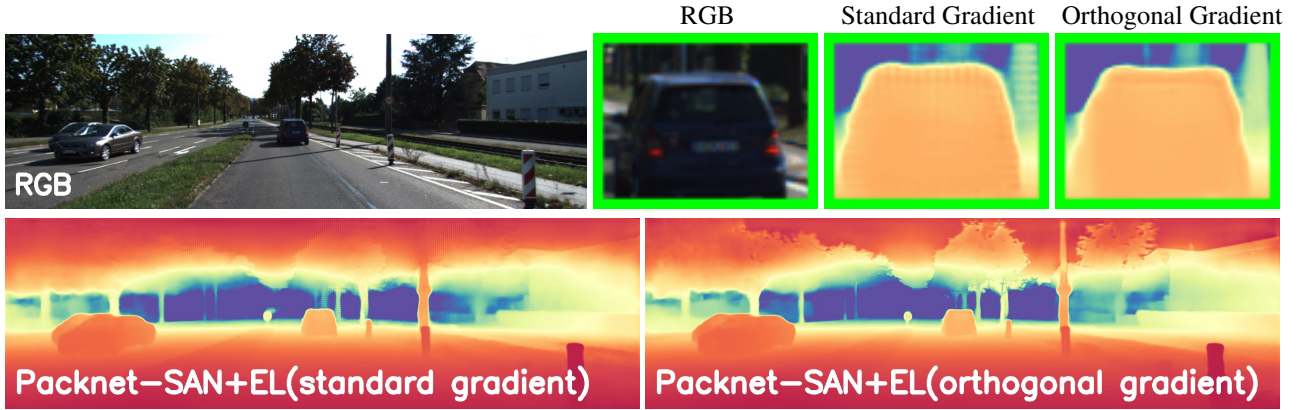 RGB Standard Gradient Orthogonal Gradient
RGB
Packnet-SAN+EL(standard gradient)
Packnet-SAN+EL(orthogonal gradient)